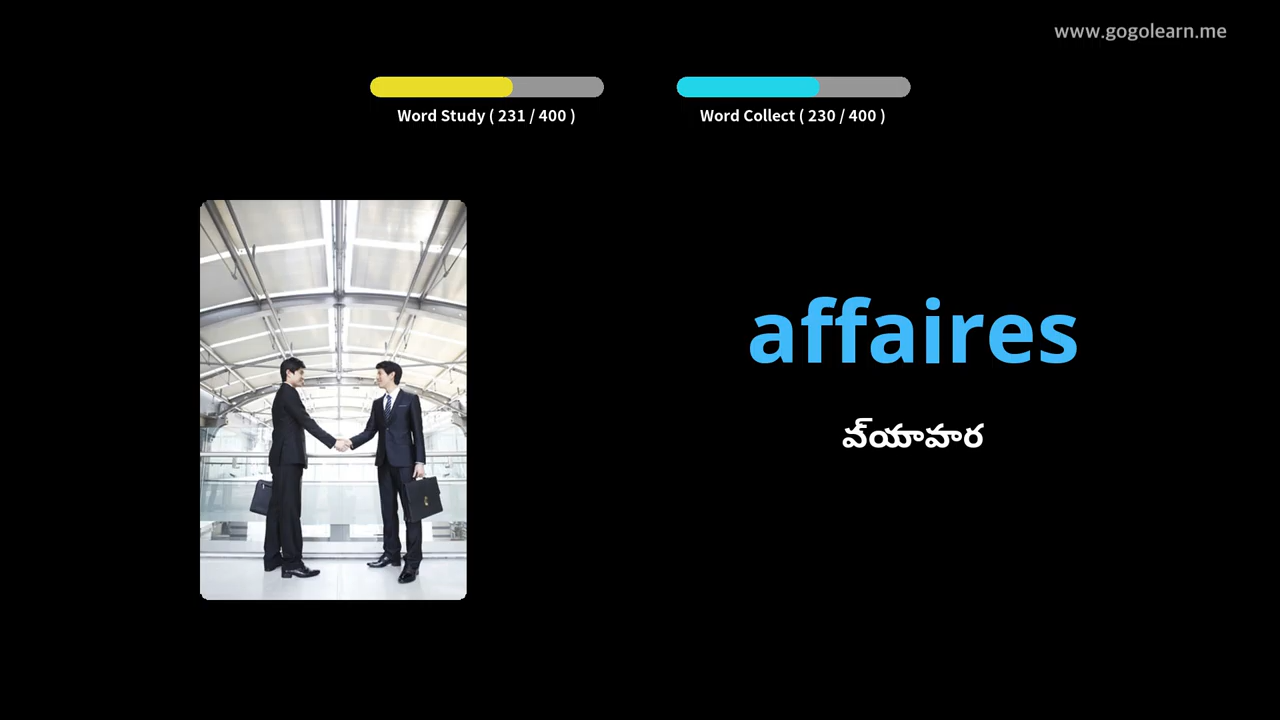 www.gogolearn.me
Word Study ( 231 / 400 )
Word Collect ( 230 / 400 )
affaires
వ్యాపార